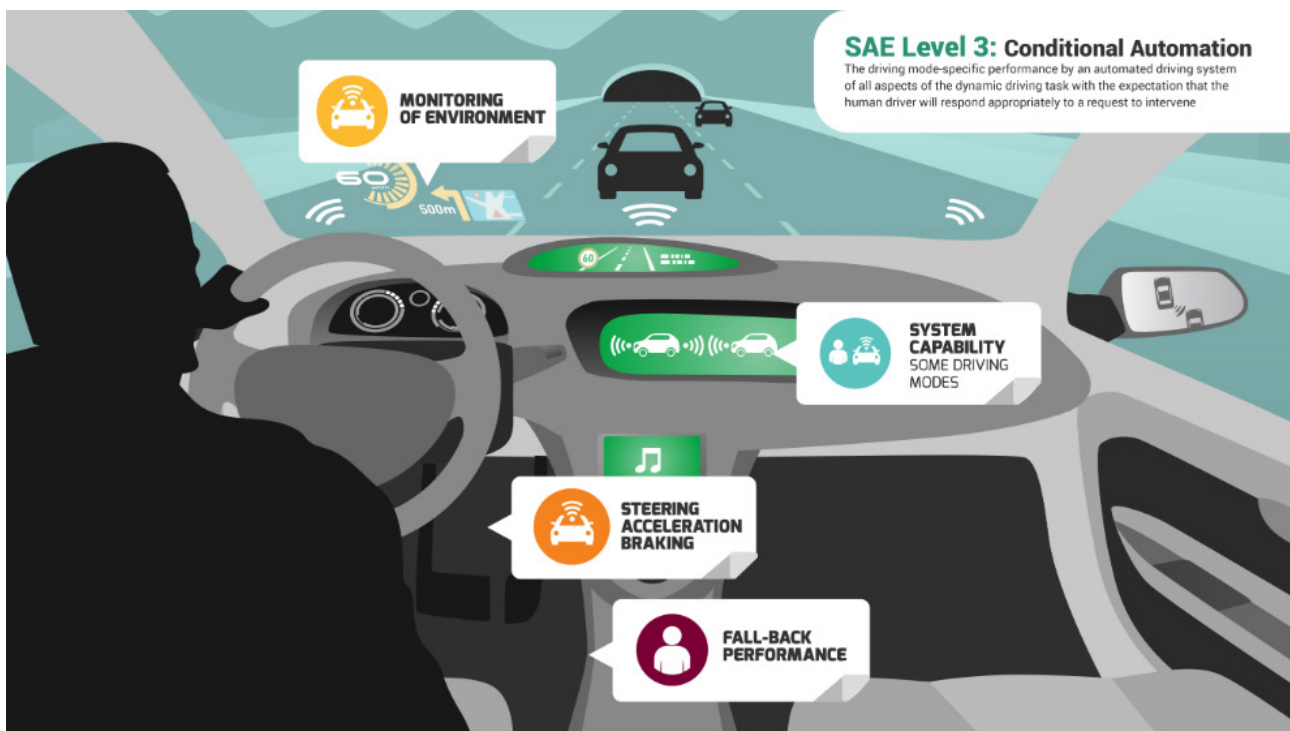 SAE Level 3: Conditional Automation
The driving mode-specific performance by an automated driving system
of all aspects of the dynamic driving task with the expectation that the
human driver will respond appropriately to a request to intervene
MONITORING
OF ENVIRONMENT
60
500m
60
SYSTEM
CAPABILITY
SOME DRIVING
MODES
STEERING
ACCELERATION
BRAKING
FALL-BACK
PERFORMANCE